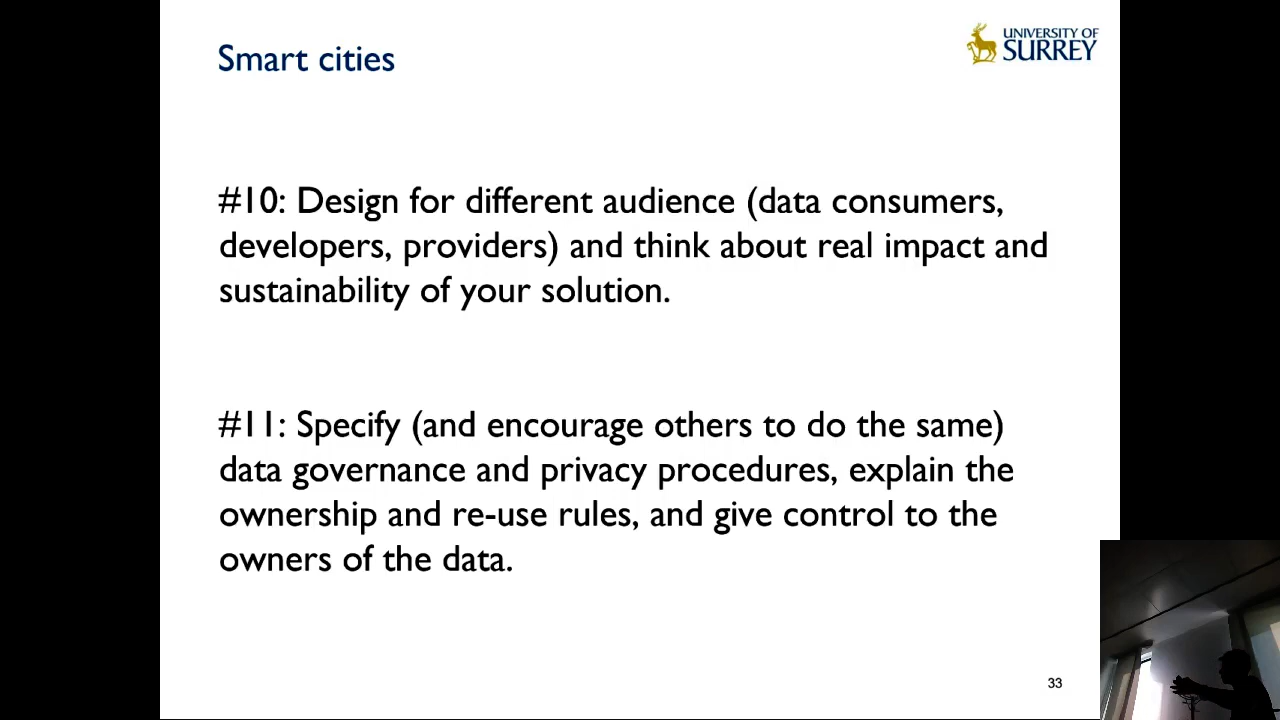 Smart cities
UNIVERSITY OF
SURREY
#10: Design for different audience (data consumers,
developers, providers) and think about real impact and
sustainability of your solution.
#11: Specify (and encourage others to do the same)
data governance and privacy procedures, explain the
ownership and re-use rules, and give control to the
owners of the data.
33